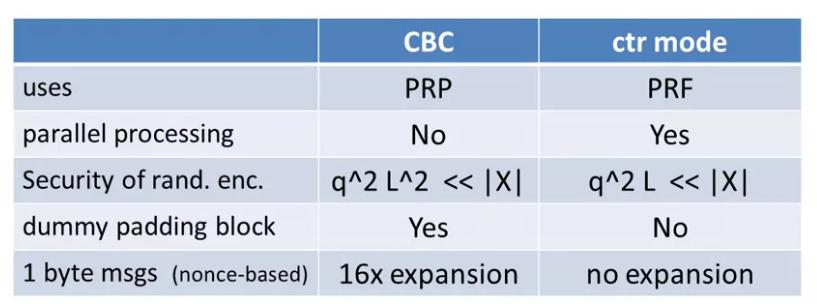 CBC ctr mode
uses PRP PRF
parallel processing No Yes
Security of rand. enc. q^2 L^2 << |X| q^2 L << |X|
dummy padding block Yes No
1 byte msgs (nonce-based) 16x expansion no expansion